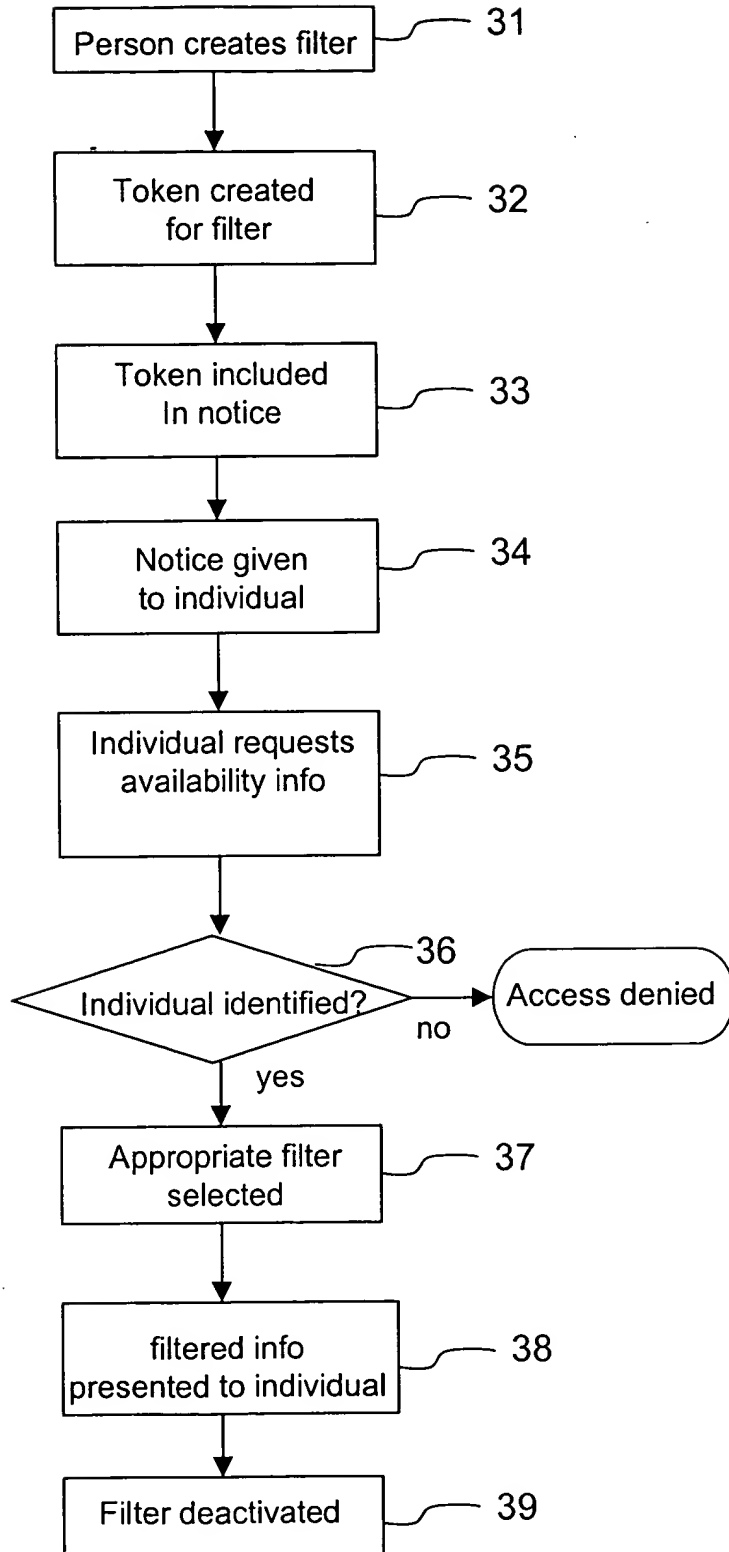 Person creates filter
31
Token created
for filter
32
Token included
In notice
33
Notice given
to individual
34
Individual requests
availability info
35
36
Individual identified?
no
Access denied
yes
Appropriate filter
selected
37
filtered info
presented to individual
38
Filter deactivated
39